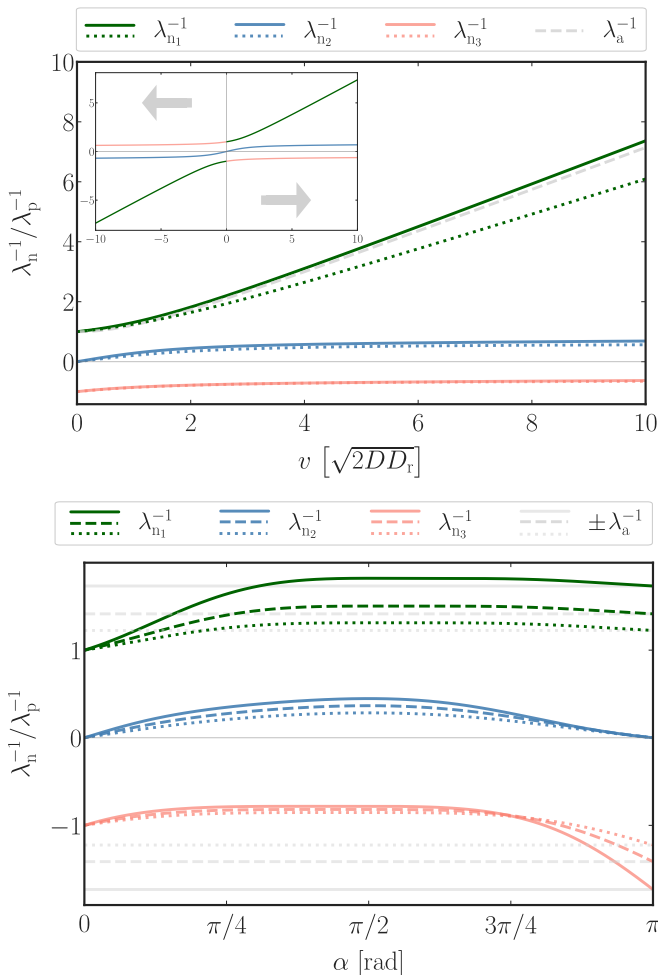 λ_{n_1}^{-1} λ_{n_2}^{-1} λ_{n_3}^{-1} λ_a^{-1}
10
8
6
4
2
0
λ_n^{-1}/λ_p^{-1}
5
0
−5
−10 −5 0 5 10
0 2 4 6 8 10
v [√2DD_r]
λ_{n_1}^{-1} λ_{n_2}^{-1} λ_{n_3}^{-1} ±λ_a^{-1}
1
0
−1
λ_n^{-1}/λ_p^{-1}
0 π/4 π/2 3π/4 π
α [rad]